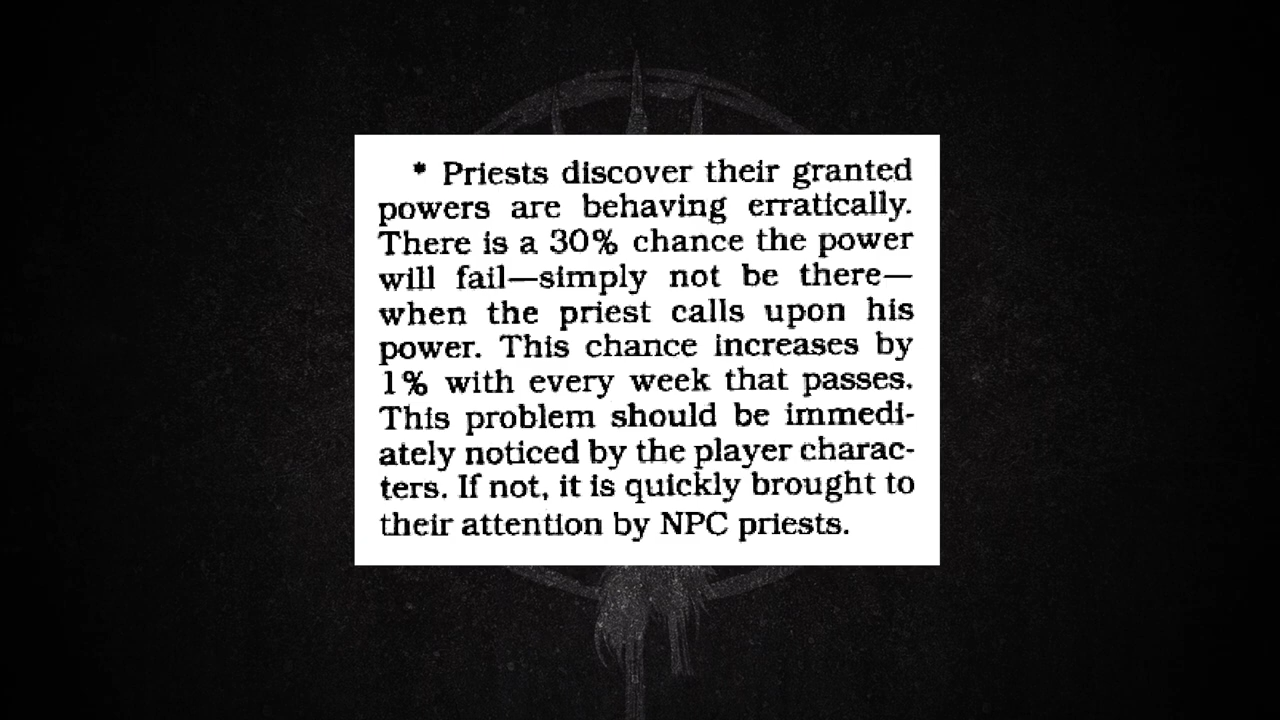 * Priests discover their granted
powers are behaving erratically.
There is a 30% chance the power
will fail—simply not be there—
when the priest calls upon his
power. This chance increases by
1% with every week that passes.
This problem should be immedi-
ately noticed by the player charac-
ters. If not, it is quickly brought to
their attention by NPC priests.